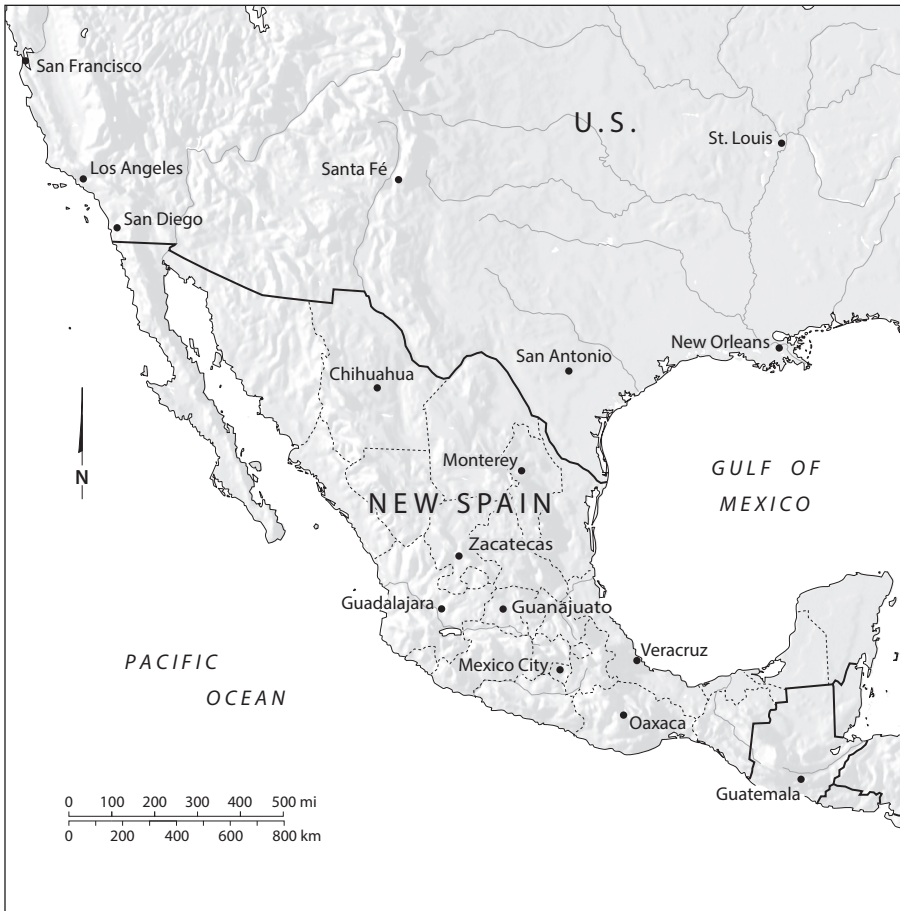 San Francisco
U.S.
St. Louis
Los Angeles
Santa Fé
San Diego
New Orleans
San Antonio
Chihuahua
Monterey
GULF OF
MEXICO
N
NEW SPAIN
Zacatecas
Guadalajara
Guanajuato
Veracruz
PACIFIC
OCEAN
Mexico City
Oaxaca
Guatemala
0 100 200 300 400 500 mi
0 200 400 600 800 km